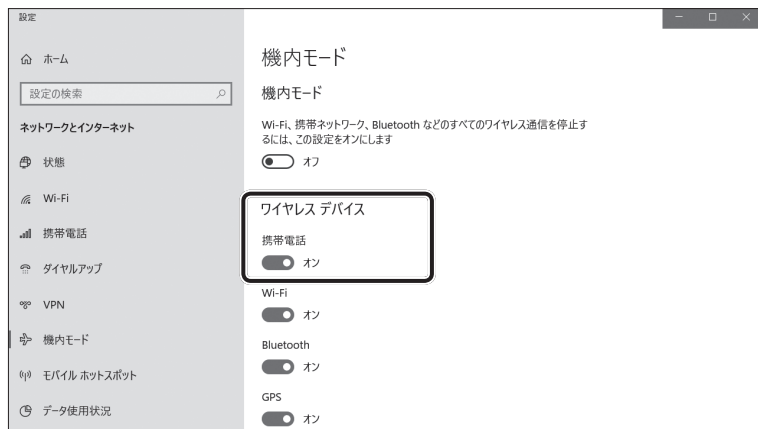 設定
ホーム
設定の検索
ネットワークとインターネット
状態
Wi-Fi
携帯電話
ダイヤルアップ
VPN
機内モード
モバイル ホットスポット
データ使用状況
機内モード
機内モード
Wi-Fi、携帯ネットワーク、Bluetooth などのすべてのワイヤレス通信を停止す
るには、この設定をオンにします
オフ
ワイヤレス デバイス
携帯電話
オン
Wi-Fi
オン
Bluetooth
オン
GPS
オン